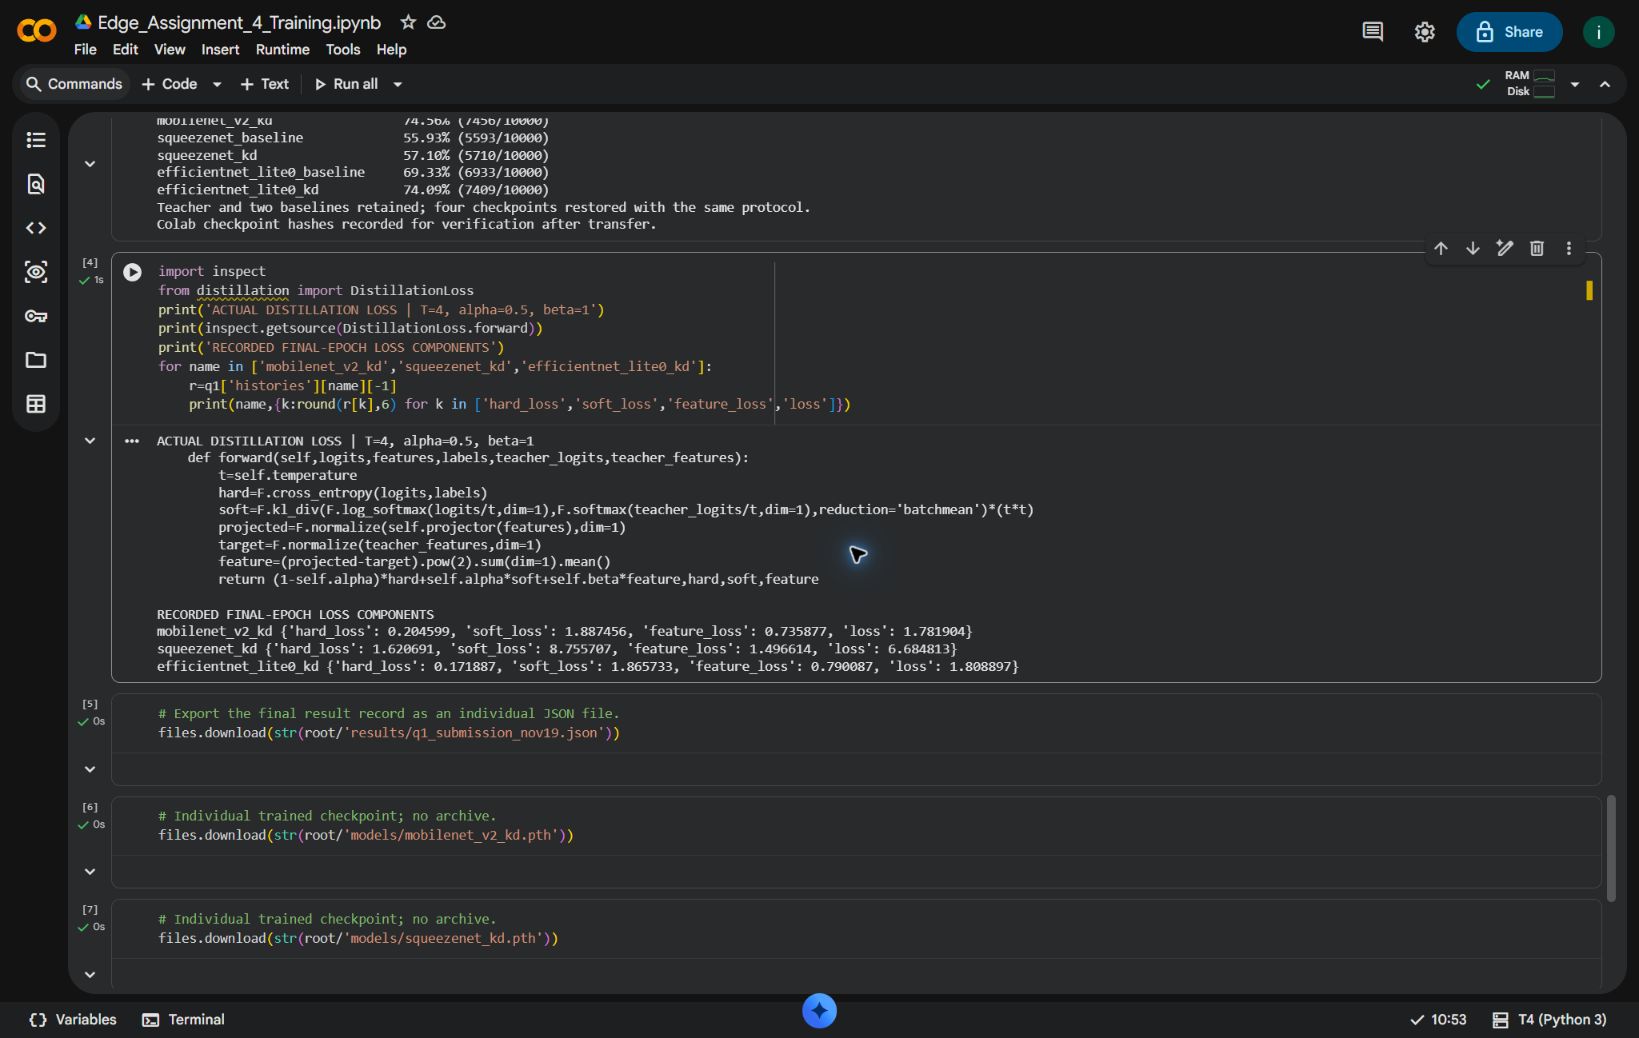 Edge_Assignment_4_Training.ipynb
File Edit View Insert Runtime Tools Help
Share
i
Commands + Code + Text Run all
RAM
Disk
mobilenet_v2_kd 74.56% (7456/10000)
squeezenet_baseline 55.93% (5593/10000)
squeezenet_kd 57.10% (5710/10000)
efficientnet_lite0_baseline 69.33% (6933/10000)
efficientnet_lite0_kd 74.09% (7409/10000)
Teacher and two baselines retained; four checkpoints restored with the same protocol.
Colab checkpoint hashes recorded for verification after transfer.
[4]
1s
import inspect
from distillation import DistillationLoss
print('ACTUAL DISTILLATION LOSS | T=4, alpha=0.5, beta=1')
print(inspect.getsource(DistillationLoss.forward))
print('RECORDED FINAL-EPOCH LOSS COMPONENTS')
for name in ['mobilenet_v2_kd','squeezenet_kd','efficientnet_lite0_kd']:
    r=q1['histories'][name][-1]
    print(name,{k:round(r[k],6) for k in ['hard_loss','soft_loss','feature_loss','loss']})
ACTUAL DISTILLATION LOSS | T=4, alpha=0.5, beta=1
    def forward(self,logits,features,labels,teacher_logits,teacher_features):
        t=self.temperature
        hard=F.cross_entropy(logits,labels)
        soft=F.kl_div(F.log_softmax(logits/t,dim=1),F.softmax(teacher_logits/t,dim=1),reduction='batchmean')*(t*t)
        projected=F.normalize(self.projector(features),dim=1)
        target=F.normalize(teacher_features,dim=1)
        feature=(projected-target).pow(2).sum(dim=1).mean()
        return (1-self.alpha)*hard+self.alpha*soft+self.beta*feature,hard,soft,feature
RECORDED FINAL-EPOCH LOSS COMPONENTS
mobilenet_v2_kd {'hard_loss': 0.204599, 'soft_loss': 1.887456, 'feature_loss': 0.735877, 'loss': 1.781904}
squeezenet_kd {'hard_loss': 1.620691, 'soft_loss': 8.755707, 'feature_loss': 1.496614, 'loss': 6.684813}
efficientnet_lite0_kd {'hard_loss': 0.171887, 'soft_loss': 1.865733, 'feature_loss': 0.790087, 'loss': 1.808897}
[5]
0s
# Export the final result record as an individual JSON file.
files.download(str(root/'results/q1_submission_nov19.json'))
[6]
0s
# Individual trained checkpoint; no archive.
files.download(str(root/'models/mobilenet_v2_kd.pth'))
[7]
0s
# Individual trained checkpoint; no archive.
files.download(str(root/'models/squeezenet_kd.pth'))
Variables Terminal
10:53 T4 (Python 3)